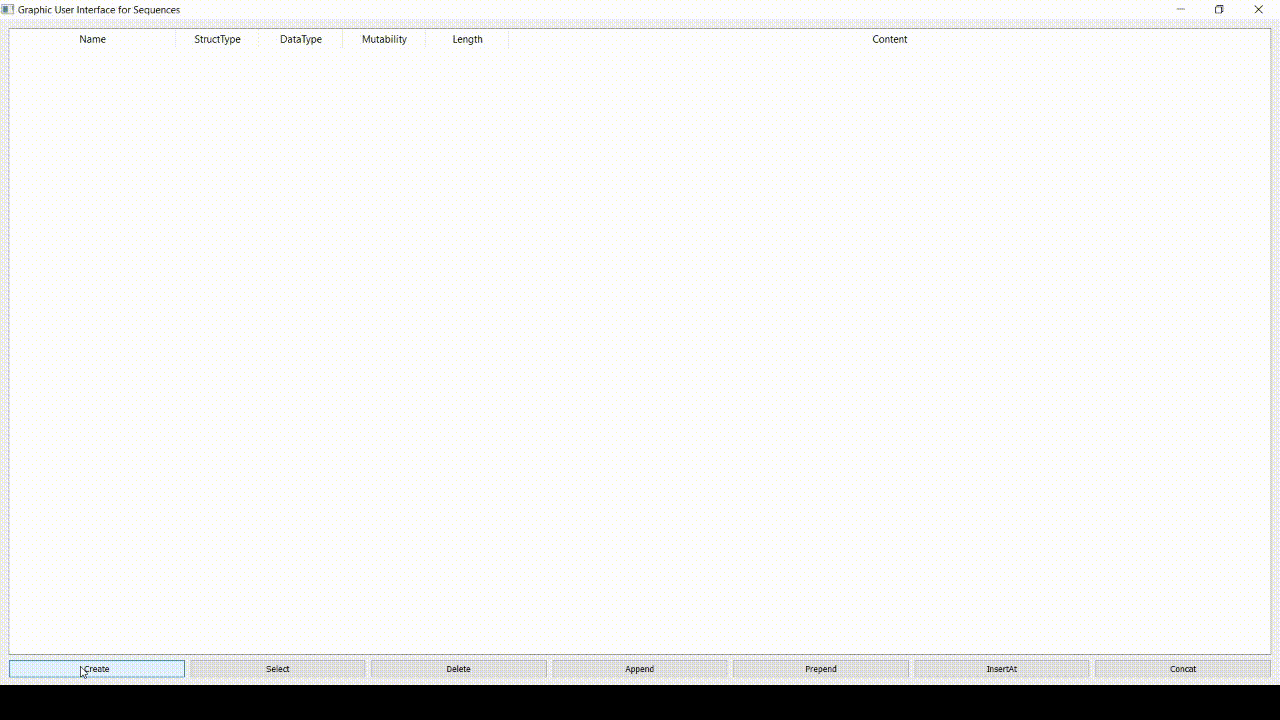 Graphic User Interface for Sequences
Name StructType DataType Mutability Length Content
Create Select Delete Append Prepend InsertAt Concat